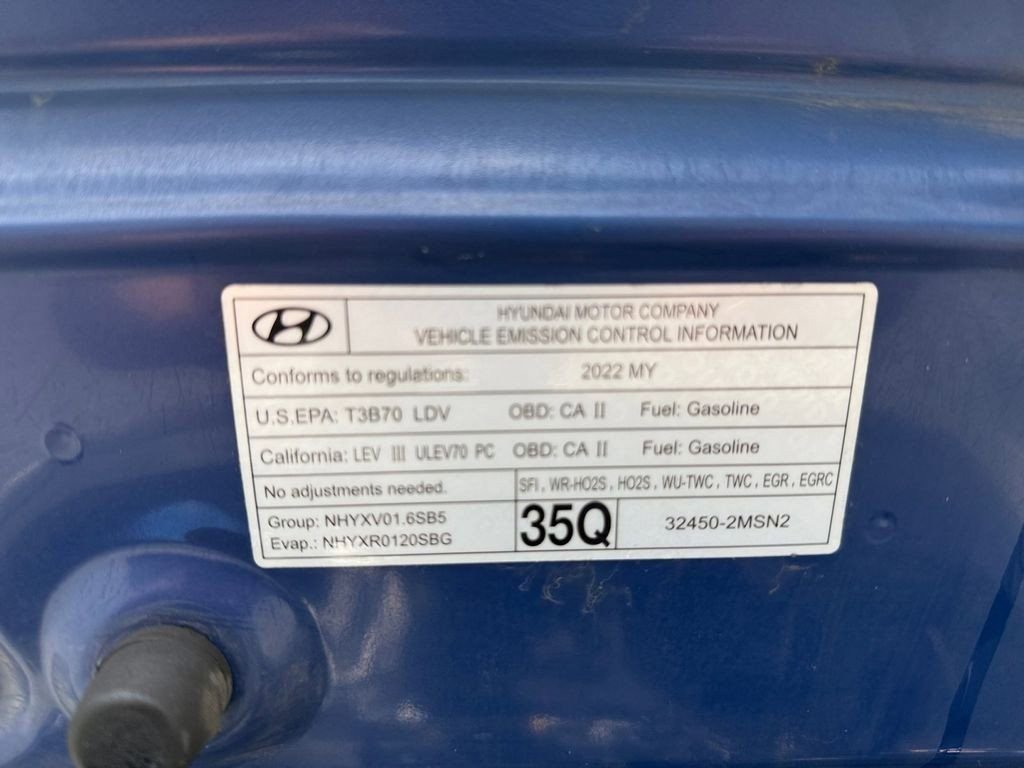 HYUNDAI MOTOR COMPANY
VEHICLE EMISSION CONTROL INFORMATION
Conforms to regulations: 2022 MY
U.S.EPA: T3B70 LDV OBD: CA II Fuel: Gasoline
California: LEV III ULEV70 PC OBD: CA II Fuel: Gasoline
No adjustments needed. SFI, WR-HO2S, HO2S, WU-TWC, TWC, EGR, EGRC
Group: NHYXV01.6SB5
Evap.: NHYXR0120SBG
35Q
32450-2MSN2